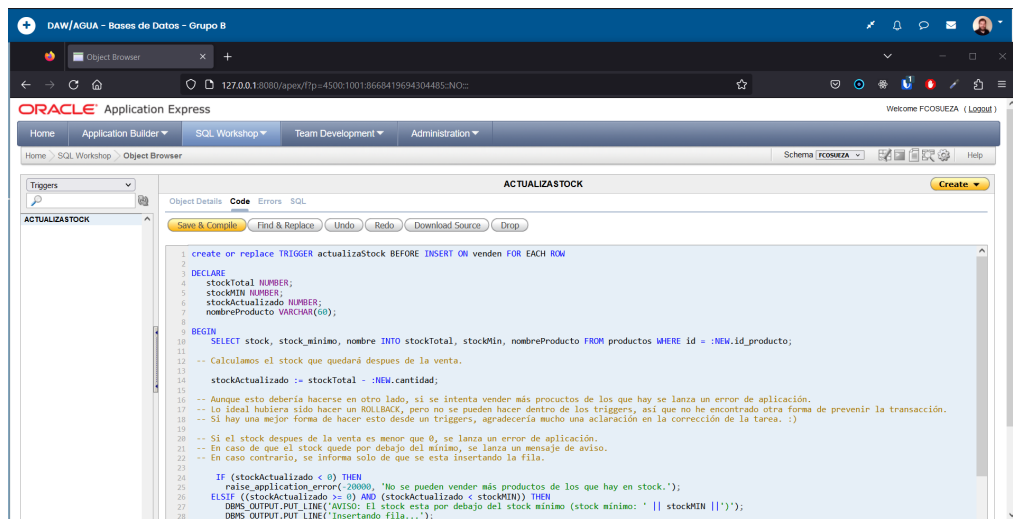 DAW/AGUA - Bases de Datos - Grupo B
Object Browser
127.0.0.1:8080/apex/f?p=4500:1001:8668419694304485::NO:::
ORACLE Application Express
Welcome FCOSUEZA ( Logout )
Home Application Builder SQL Workshop Team Development Administration
Home SQL Workshop Object Browser
Schema FCOSUEZA Help
Triggers
ACTUALIZASTOCK
ACTUALIZASTOCK
Create
Object Details Code Errors SQL
Save & Compile Find & Replace Undo Redo Download Source Drop
1 create or replace TRIGGER actualizaStock BEFORE INSERT ON venden FOR EACH ROW
2
3 DECLARE
4 stockTotal NUMBER;
5 stockMIN NUMBER;
6 stockActualizado NUMBER;
7 nombreProducto VARCHAR(60);
8
9 BEGIN
10 SELECT stock, stock_minimo, nombre INTO stockTotal, stockMin, nombreProducto FROM productos WHERE id = :NEW.id_producto;
11
12 -- Calculamos el stock que quedará despues de la venta.
13
14 stockActualizado := stockTotal - :NEW.cantidad;
15
16 -- Aunque esto debería hacerse en otro lado, si se intenta vender más procuctos de los que hay se lanza un error de aplicación.
17 -- Lo ideal hubiera sido hacer un ROLLBACK, pero no se pueden hacer dentro de los triggers, así que no he encontrado otra forma de prevenir la transacción.
18 -- Si hay una mejor forma de hacer esto desde un triggers, agradecería mucho una aclaración en la corrección de la tarea. :)
19
20 -- Si el stock despues de la venta es menor que 0, se lanza un error de aplicación.
21 -- En caso de que el stock quede por debajo del mínimo, se lanza un mensaje de aviso.
22 -- En caso contrario, se informa solo de que se esta insertando la fila.
23
24 IF (stockActualizado < 0) THEN
25 raise_application_error(-20000, 'No se pueden vender más productos de los que hay en stock.');
26 ELSIF ((stockActualizado >= 0) AND (stockActualizado < stockMIN)) THEN
27 DBMS_OUTPUT.PUT_LINE('AVISO: El stock esta por debajo del stock mínimo (stock mínimo: ' || stockMIN ||')');
28 DBMS_OUTPUT.PUT_LINE('Insertando fila...');